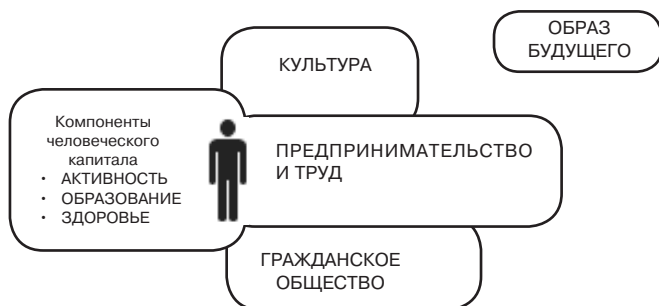 ОБРАЗ
БУДУЩЕГО
КУЛЬТУРА
Компоненты
человеческого
капитала
• АКТИВНОСТЬ
• ОБРАЗОВАНИЕ
• ЗДОРОВЬЕ
ПРЕДПРИНИМАТЕЛЬСТВО
И ТРУД
ГРАЖДАНСКОЕ
ОБЩЕСТВО